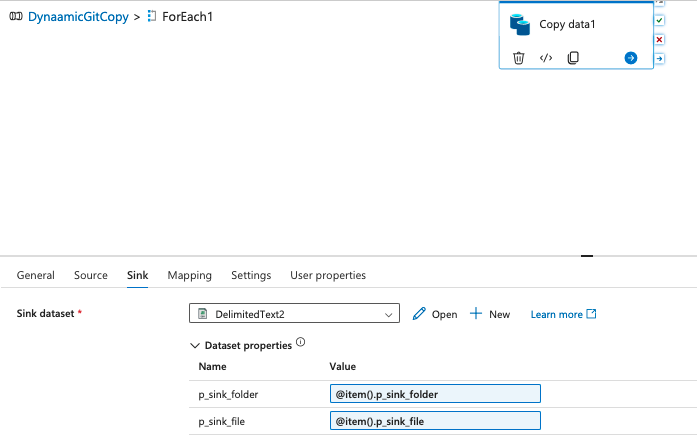 DynaamicGitCopy > ForEach1
Copy data1
General Source Sink Mapping Settings User properties
Sink dataset * DelimitedText2 Open New Learn more
Dataset properties
Name Value
p_sink_folder @item().p_sink_folder
p_sink_file @item().p_sink_file